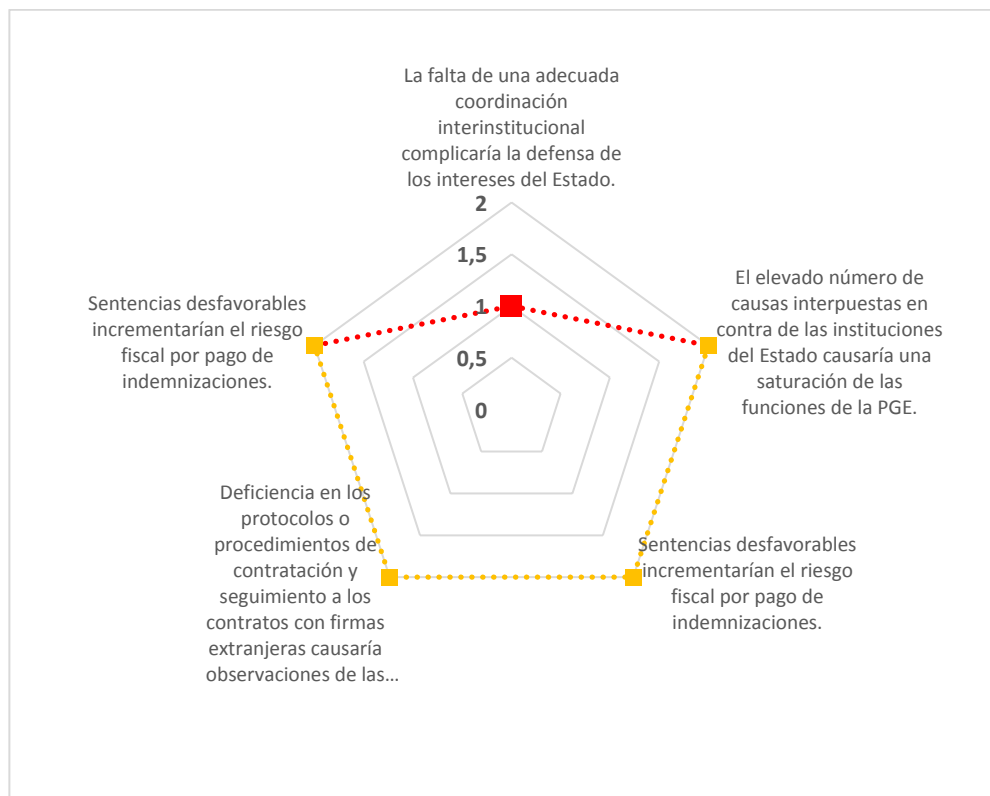 La falta de una adecuada
coordinación
interinstitucional
complicaría la defensa de
los intereses del Estado.
2
1,5
1
0,5
0
El elevado número de
causas interpuestas en
contra de las instituciones
del Estado causaría una
saturación de las
funciones de la PGE.
Sentencias desfavorables
incrementarían el riesgo
fiscal por pago de
indemnizaciones.
Deficiencia en los
protocolos o
procedimientos de
contratación y
seguimiento a los
contratos con firmas
extranjeras causaría
observaciones de las...
Sentencias desfavorables
incrementarían el riesgo
fiscal por pago de
indemnizaciones.